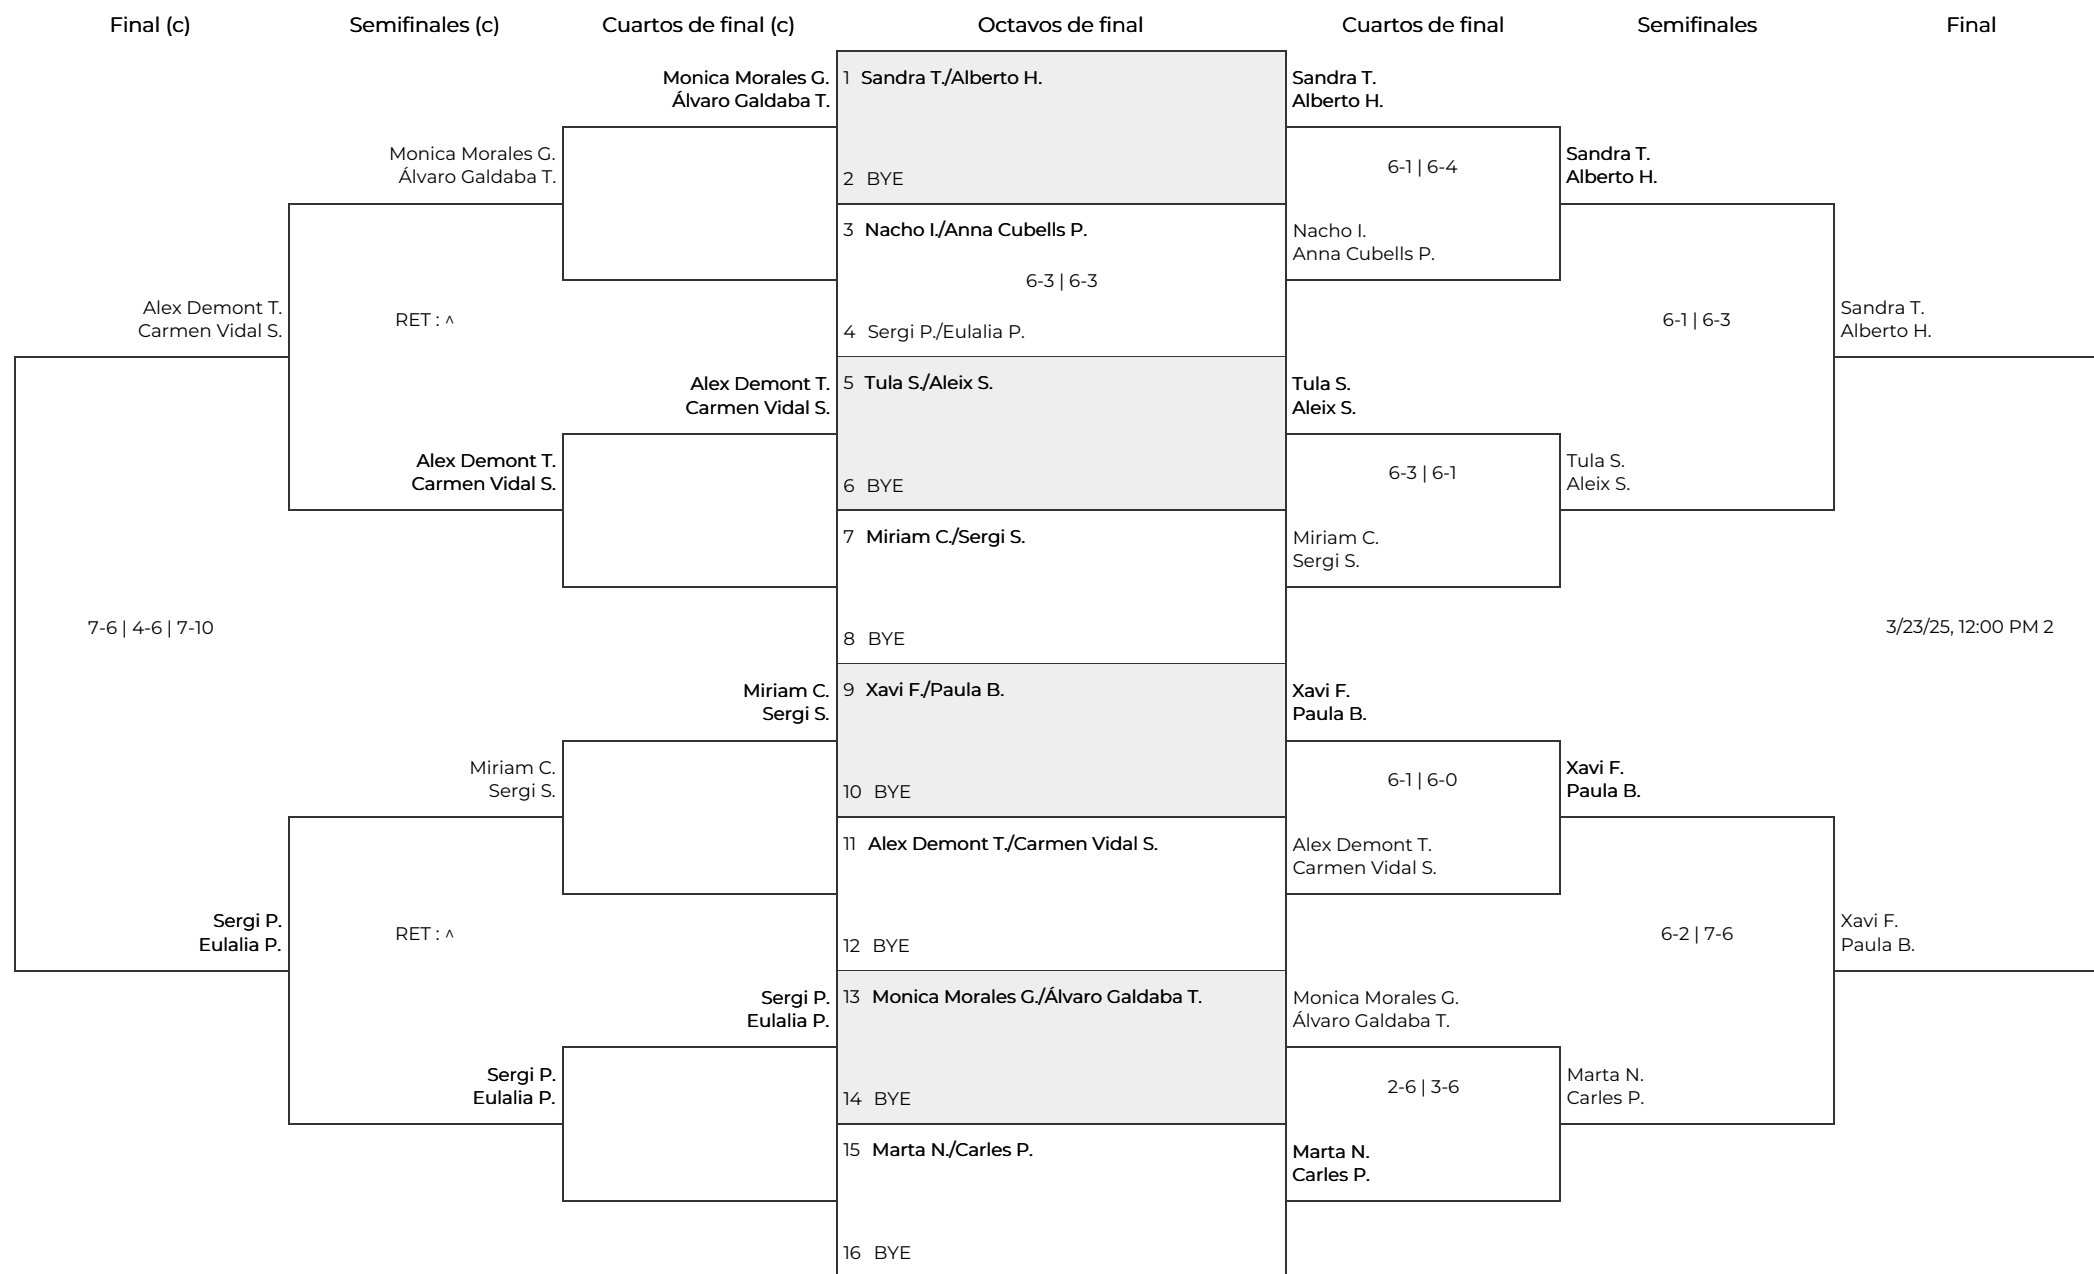 Final (c)
Semifinales (c)
Cuartos de final (c)
Octavos de final
Cuartos de final
Semifinales
Final
Alex Demont T.
Carmen Vidal S.
7-6 | 4-6 | 7-10
Sergi P.
Eulalia P.
Monica Morales G.
Álvaro Galdaba T.
RET : ^
Alex Demont T.
Carmen Vidal S.
Miriam C.
Sergi S.
RET : ^
Sergi P.
Eulalia P.
Monica Morales G.
Álvaro Galdaba T.
Alex Demont T.
Carmen Vidal S.
Miriam C.
Sergi S.
Sergi P.
Eulalia P.
1 Sandra T./Alberto H.
2 BYE
3 Nacho I./Anna Cubells P.
6-3 | 6-3
4 Sergi P./Eulalia P.
5 Tula S./Aleix S.
6 BYE
7 Miriam C./Sergi S.
8 BYE
9 Xavi F./Paula B.
10 BYE
11 Alex Demont T./Carmen Vidal S.
12 BYE
13 Monica Morales G./Álvaro Galdaba T.
14 BYE
15 Marta N./Carles P.
16 BYE
Sandra T.
Alberto H.
6-1 | 6-4
Nacho I.
Anna Cubells P.
Tula S.
Aleix S.
6-3 | 6-1
Miriam C.
Sergi S.
Xavi F.
Paula B.
6-1 | 6-0
Alex Demont T.
Carmen Vidal S.
Monica Morales G.
Álvaro Galdaba T.
2-6 | 3-6
Marta N.
Carles P.
Sandra T.
Alberto H.
6-1 | 6-3
Tula S.
Aleix S.
Xavi F.
Paula B.
6-2 | 7-6
Marta N.
Carles P.
Sandra T.
Alberto H.
3/23/25, 12:00 PM 2
Xavi F.
Paula B.